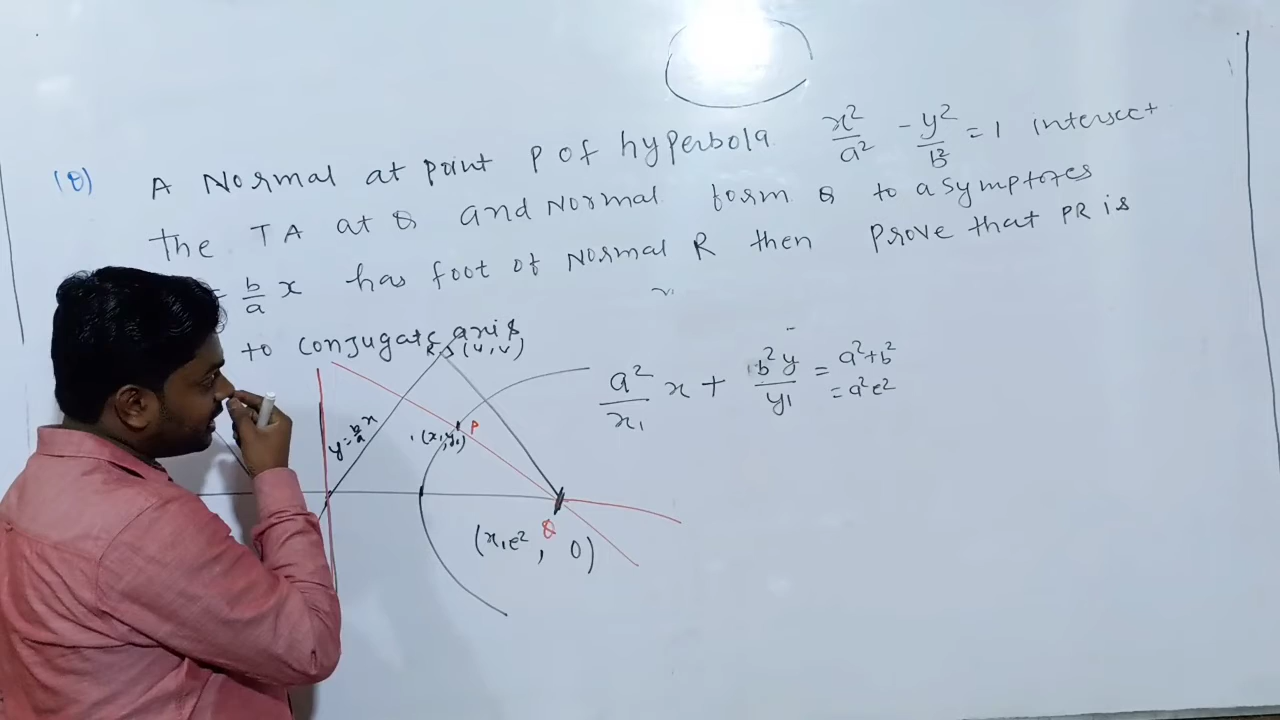 (Q) A Normal at point P of hyperbola x²/a² - y²/b² = 1 intersect
the TA at Q and Normal form Q to asymptotes
= b/a x has foot of Normal R then Prove that PR is
to conjugate axis
R (u,v)
a²/x₁ x + b²y/y₁ = a²+b²
= a²e²
y = b/a x
(x₁,y₁) P
Q
(x₁e², 0)